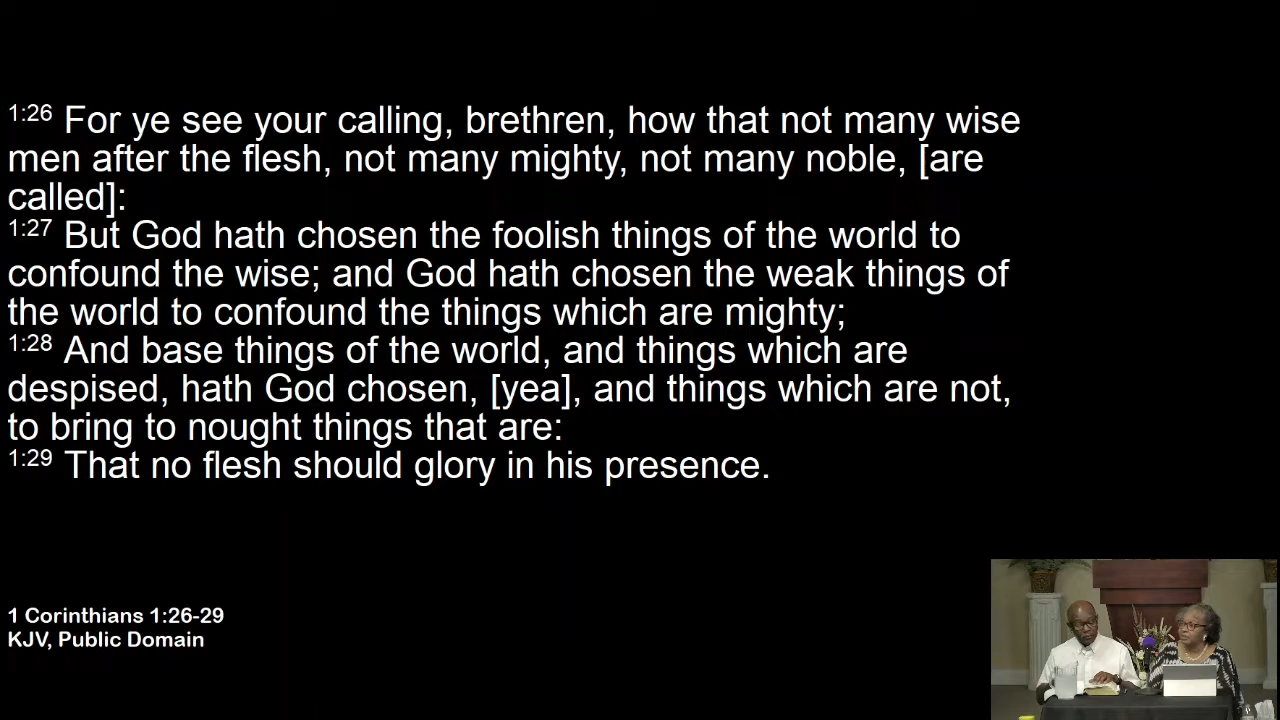 1:26 For ye see your calling, brethren, how that not many wise
men after the flesh, not many mighty, not many noble, [are
called]:
1:27 But God hath chosen the foolish things of the world to
confound the wise; and God hath chosen the weak things of
the world to confound the things which are mighty;
1:28 And base things of the world, and things which are
despised, hath God chosen, [yea], and things which are not,
to bring to nought things that are:
1:29 That no flesh should glory in his presence.
1 Corinthians 1:26-29
KJV, Public Domain